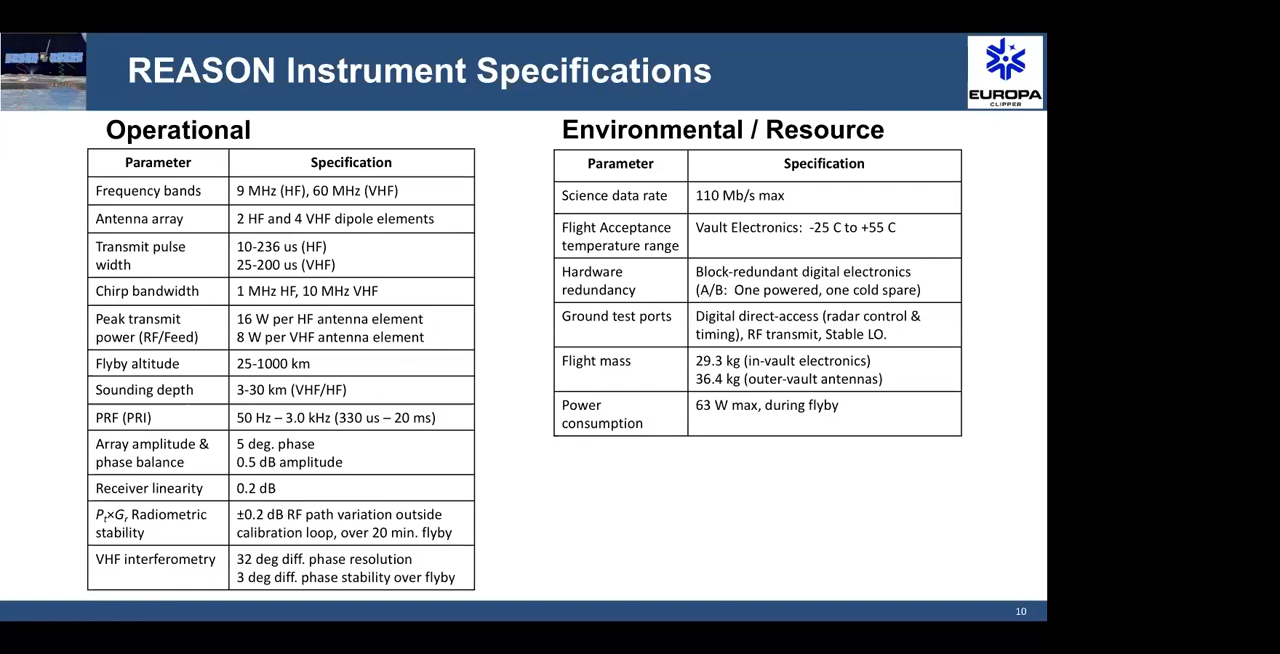 REASON Instrument Specifications
EUROPA
CLIPPER
Operational
Parameter Specification
Frequency bands 9 MHz (HF), 60 MHz (VHF)
Antenna array 2 HF and 4 VHF dipole elements
Transmit pulse 10-236 us (HF)
width 25-200 us (VHF)
Chirp bandwidth 1 MHz HF, 10 MHz VHF
Peak transmit 16 W per HF antenna element
power (RF/Feed) 8 W per VHF antenna element
Flyby altitude 25-1000 km
Sounding depth 3-30 km (VHF/HF)
PRF (PRI) 50 Hz – 3.0 kHz (330 us – 20 ms)
Array amplitude & 5 deg. phase
phase balance 0.5 dB amplitude
Receiver linearity 0.2 dB
Pt×Gr Radiometric ±0.2 dB RF path variation outside
stability calibration loop, over 20 min. flyby
VHF interferometry 32 deg diff. phase resolution
3 deg diff. phase stability over flyby
Environmental / Resource
Parameter Specification
Science data rate 110 Mb/s max
Flight Acceptance Vault Electronics: -25 C to +55 C
temperature range
Hardware Block-redundant digital electronics
redundancy (A/B: One powered, one cold spare)
Ground test ports Digital direct-access (radar control &
timing), RF transmit, Stable LO.
Flight mass 29.3 kg (in-vault electronics)
36.4 kg (outer-vault antennas)
Power 63 W max, during flyby
consumption
10